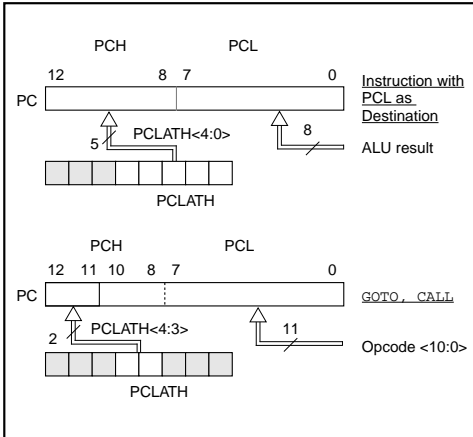 PCH PCL
12 8 7 0
PC
Instruction with
PCL as
Destination
5 PCLATH<4:0>
8
ALU result
PCLATH
PCH PCL
12 11 10 8 7 0
PC
GOTO, CALL
2 PCLATH<4:3>
11
Opcode <10:0>
PCLATH